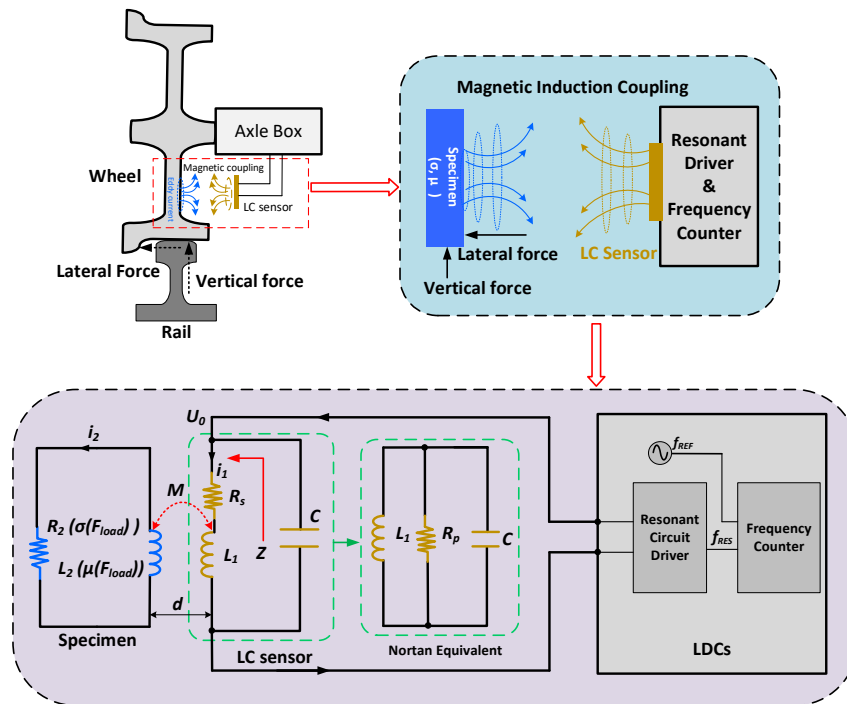 Axle Box
Wheel
Magnetic coupling
Eddy current
LC sensor
Lateral Force
Vertical force
Rail
Magnetic Induction Coupling
Specimen
(σ, μ )
Resonant
Driver
&
Frequency
Counter
Lateral force
LC Sensor
Vertical force
U0
i2
i1
M
Rs
R2 (σ(Fload) )
L2 (μ(Fload))
L1
Z
C
d
Specimen
LC sensor
L1
Rp
C
Nortan Equivalent
fREF
Resonant
Circuit
Driver
fRES
Frequency
Counter
LDCs